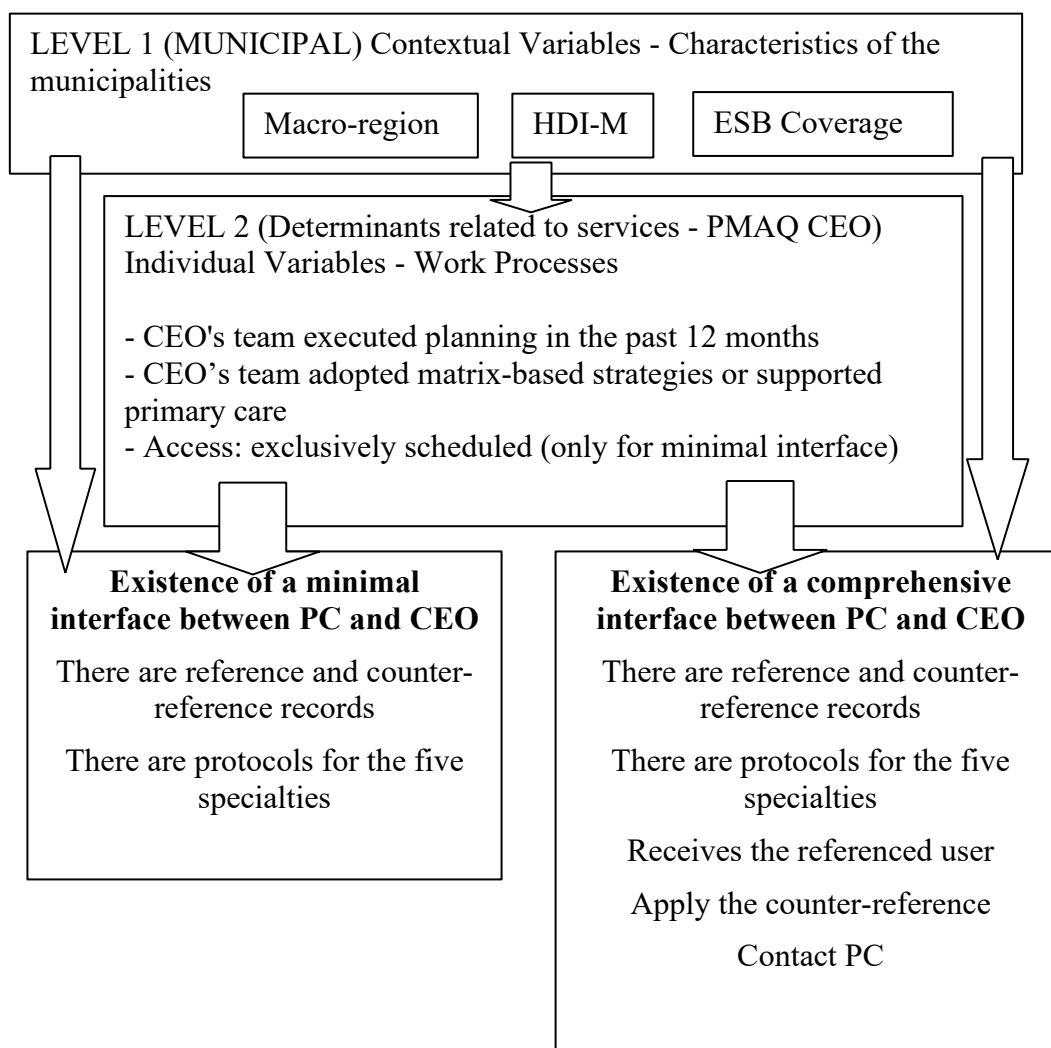 LEVEL 1 (MUNICIPAL) Contextual Variables - Characteristics of the
municipalities
Macro-region
HDI-M
ESB Coverage
LEVEL 2 (Determinants related to services - PMAQ CEO)
Individual Variables - Work Processes
- CEO's team executed planning in the past 12 months
- CEO’s team adopted matrix-based strategies or supported
primary care
- Access: exclusively scheduled (only for minimal interface)
Existence of a minimal
interface between PC and CEO
There are reference and counter-
reference records
There are protocols for the five
specialties
Existence of a comprehensive
interface between PC and CEO
There are reference and counter-
reference records
There are protocols for the five
specialties
Receives the referenced user
Apply the counter-reference
Contact PC